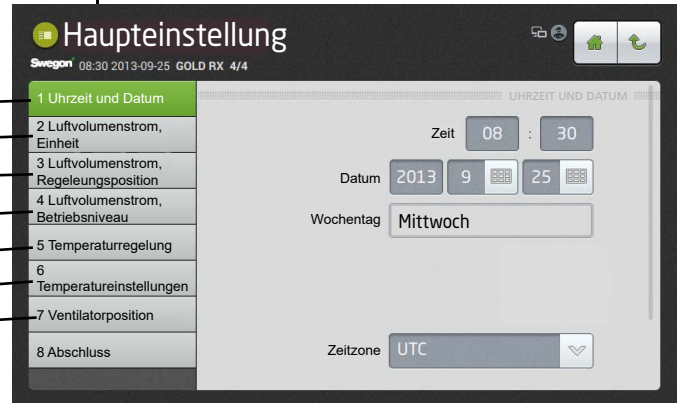 Haupteinstellung
Swegon 08:30 2013-09-25 GOLD RX 4/4
1 Uhrzeit und Datum
2 Luftvolumenstrom,
Einheit
3 Luftvolumenstrom,
Regeleungsposition
4 Luftvolumenstrom,
Betriebsniveau
5 Temperaturregelung
6
Temperatureinstellungen
7 Ventilatorposition
8 Abschluss
UHRZEIT UND DATUM
Zeit 08 : 30
Datum 2013 9 25
Wochentag Mittwoch
Zeitzone UTC